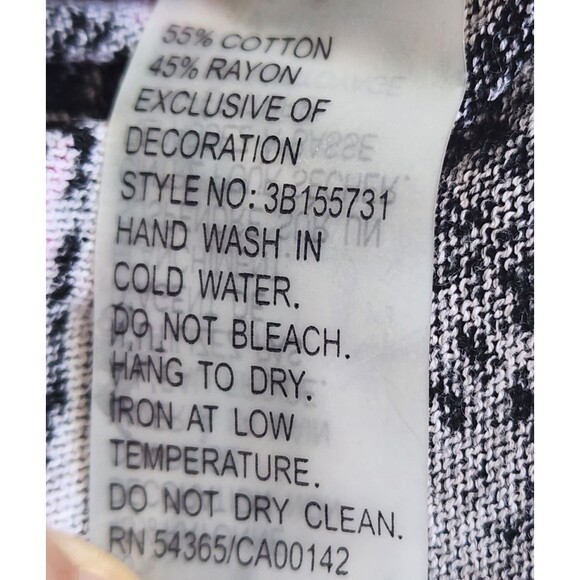 55% COTTON
45% RAYON
EXCLUSIVE OF
DECORATION
STYLE NO: 3B155731
HAND WASH IN
COLD WATER.
DO NOT BLEACH.
HANG TO DRY.
IRON AT LOW
TEMPERATURE.
DO NOT DRY CLEAN.
RN 54365/CA00142